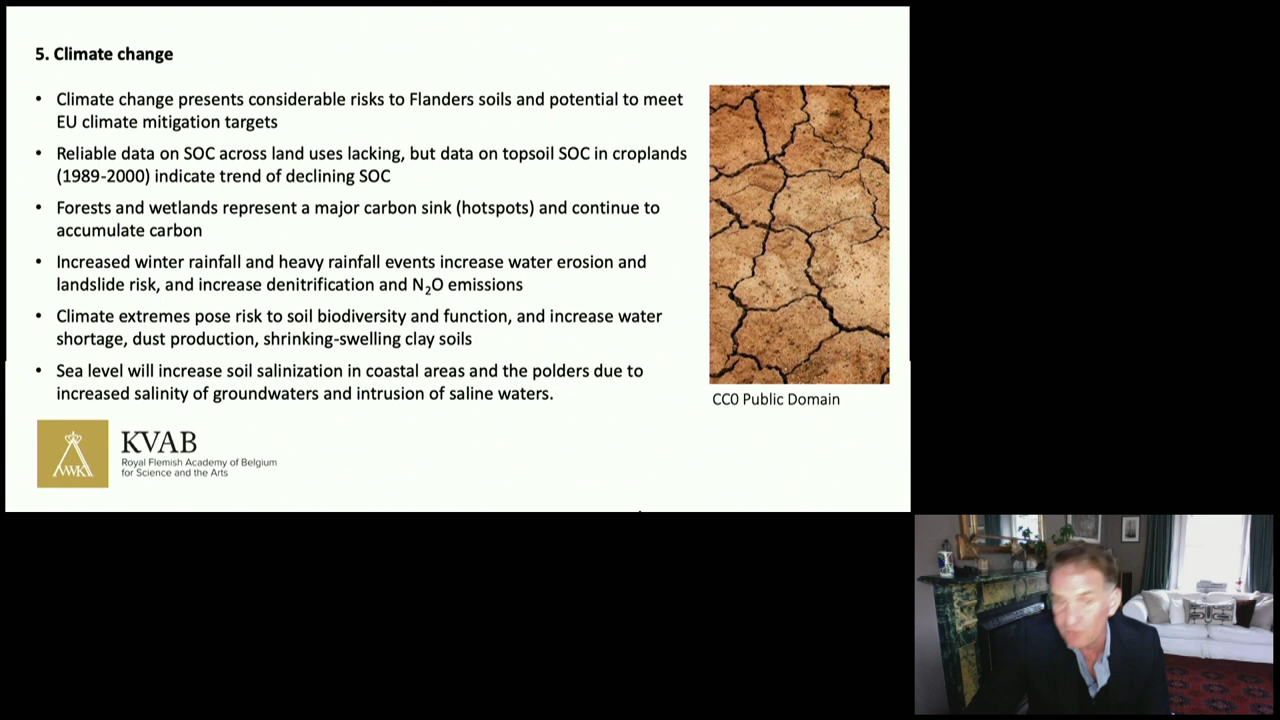 5. Climate change
• Climate change presents considerable risks to Flanders soils and potential to meet
EU climate mitigation targets
• Reliable data on SOC across land uses lacking, but data on topsoil SOC in croplands
(1989-2000) indicate trend of declining SOC
• Forests and wetlands represent a major carbon sink (hotspots) and continue to
accumulate carbon
• Increased winter rainfall and heavy rainfall events increase water erosion and
landslide risk, and increase denitrification and N₂O emissions
• Climate extremes pose risk to soil biodiversity and function, and increase water
shortage, dust production, shrinking-swelling clay soils
• Sea level will increase soil salinization in coastal areas and the polders due to
increased salinity of groundwaters and intrusion of saline waters.
CC0 Public Domain
KVAB
Royal Flemish Academy of Belgium
for Science and the Arts